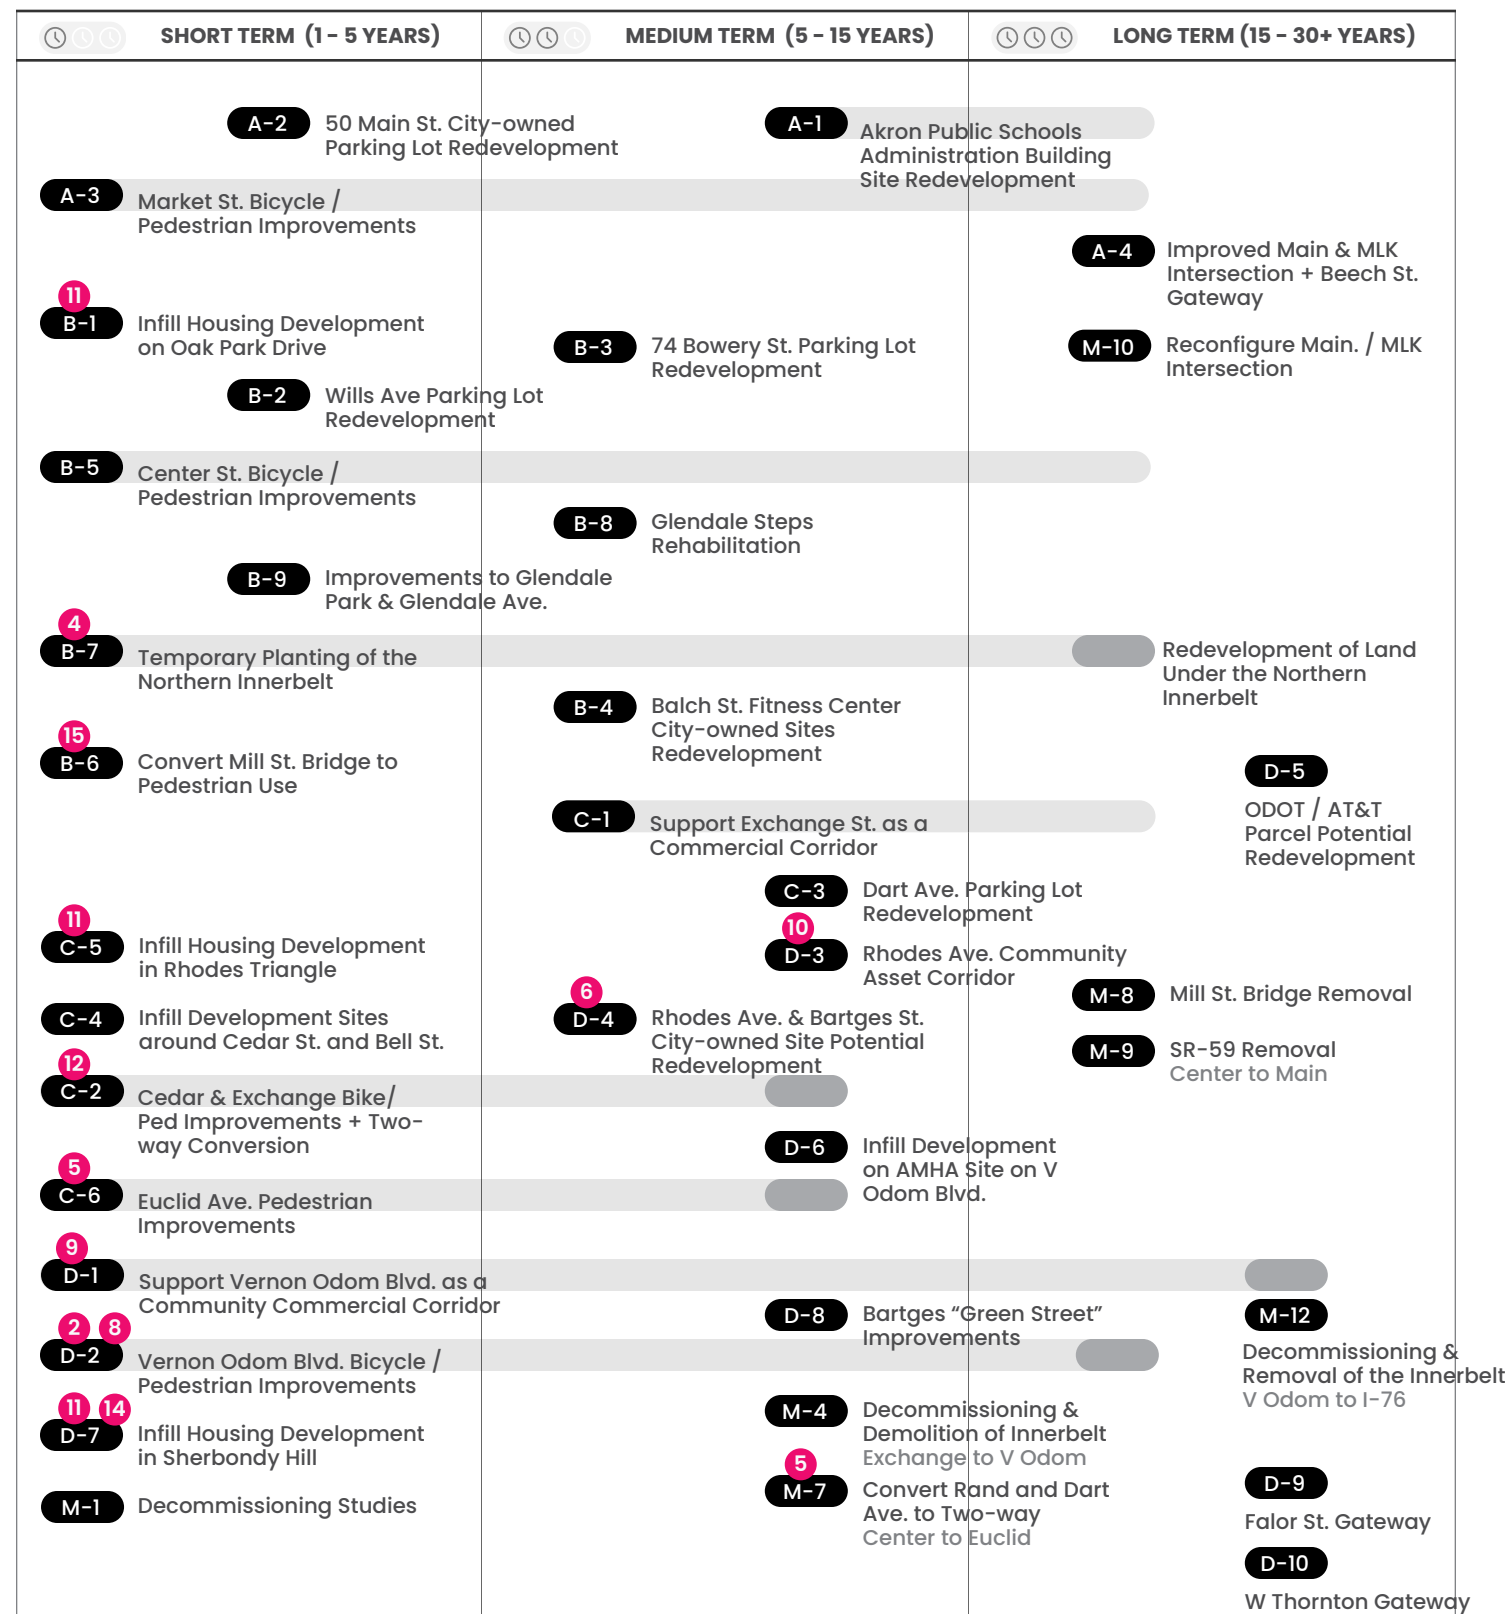 SHORT TERM (1 - 5 YEARS)
MEDIUM TERM (5 - 15 YEARS)
LONG TERM (15 - 30+ YEARS)
A-2
50 Main St. City-owned
Parking Lot Redevelopment
A-1
Akron Public Schools
Administration Building
Site Redevelopment
A-3
Market St. Bicycle /
Pedestrian Improvements
A-4
Improved Main & MLK
Intersection + Beech St.
Gateway
11
B-1
Infill Housing Development
on Oak Park Drive
B-3
74 Bowery St. Parking Lot
Redevelopment
M-10
Reconfigure Main. / MLK
Intersection
B-2
Wills Ave Parking Lot
Redevelopment
B-5
Center St. Bicycle /
Pedestrian Improvements
B-8
Glendale Steps
Rehabilitation
B-9
Improvements to Glendale
Park & Glendale Ave.
4
B-7
Temporary Planting of the
Northern Innerbelt
Redevelopment of Land
Under the Northern
Innerbelt
B-4
Balch St. Fitness Center
City-owned Sites
Redevelopment
15
B-6
Convert Mill St. Bridge to
Pedestrian Use
D-5
ODOT / AT&T
Parcel Potential
Redevelopment
C-1
Support Exchange St. as a
Commercial Corridor
C-3
Dart Ave. Parking Lot
Redevelopment
11
C-5
Infill Housing Development
in Rhodes Triangle
10
D-3
Rhodes Ave. Community
Asset Corridor
M-8
Mill St. Bridge Removal
C-4
Infill Development Sites
around Cedar St. and Bell St.
6
D-4
Rhodes Ave. & Bartges St.
City-owned Site Potential
Redevelopment
M-9
SR-59 Removal
Center to Main
12
C-2
Cedar & Exchange Bike/
Ped Improvements + Two-
way Conversion
D-6
Infill Development
on AMHA Site on V
Odom Blvd.
5
C-6
Euclid Ave. Pedestrian
Improvements
9
D-1
Support Vernon Odom Blvd. as a
Community Commercial Corridor
D-8
Bartges “Green Street”
Improvements
M-12
Decommissioning &
Removal of the Innerbelt
V Odom to I-76
2
8
D-2
Vernon Odom Blvd. Bicycle /
Pedestrian Improvements
11
14
D-7
Infill Housing Development
in Sherbondy Hill
M-4
Decommissioning &
Demolition of Innerbelt
Exchange to V Odom
M-1
Decommissioning Studies
5
M-7
Convert Rand and Dart
Ave. to Two-way
Center to Euclid
D-9
Falor St. Gateway
D-10
W Thornton Gateway